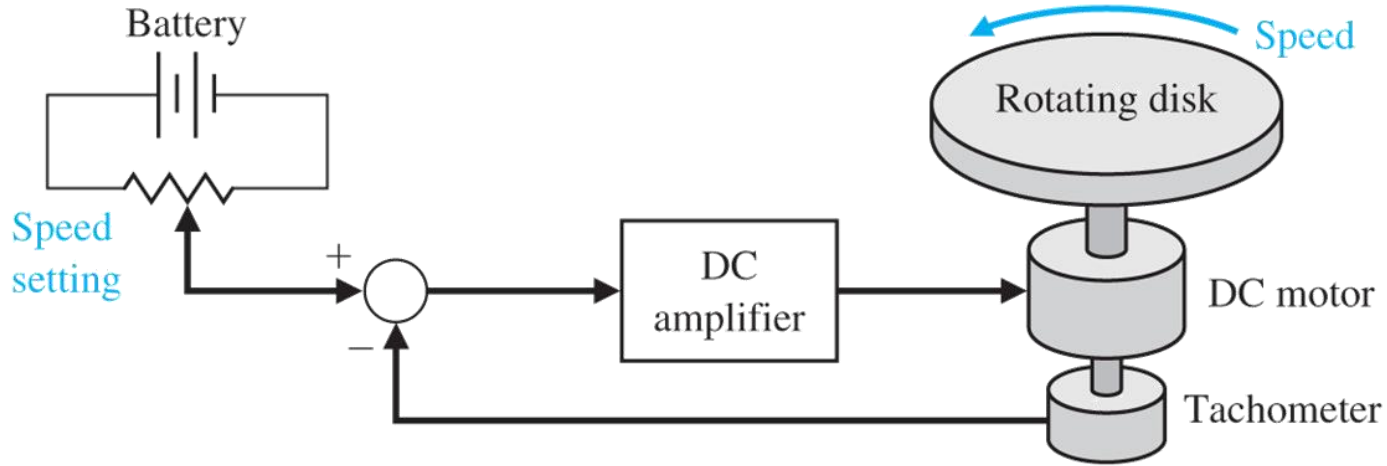 Battery
Speed
Rotating disk
Speed
setting
+
DC
amplifier
DC motor
−
Tachometer